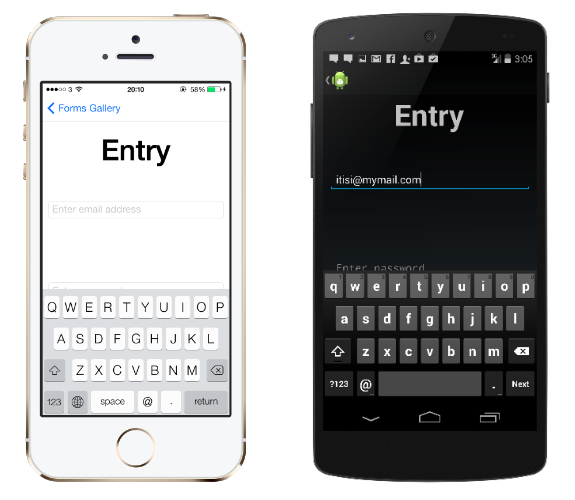 3 20:10 58%
Forms Gallery
Entry
Enter email address
Q W E R T Y U I O P
A S D F G H J K L
Z X C V B N M
123 space @ . return
3:05
Entry
itisi@mymail.com
Enter password
q w e r t y u i o p
a s d f g h j k l
z x c v b n m
?123 @ . Next